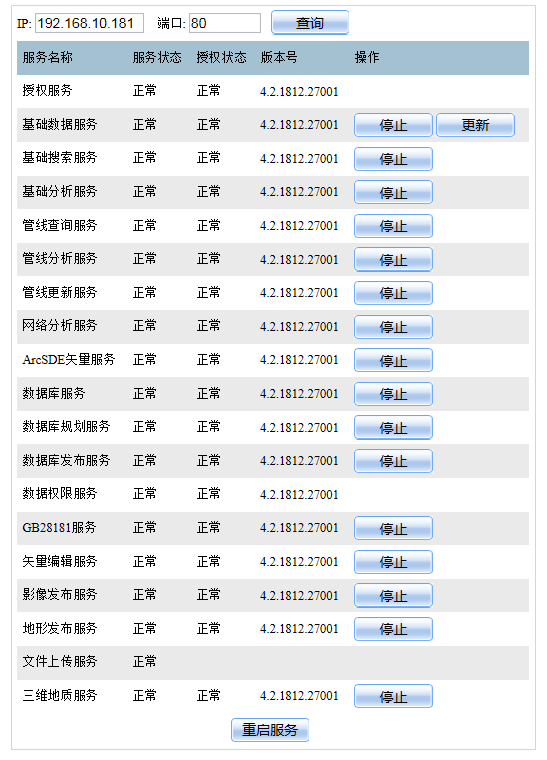 IP: 192.168.10.181 端口: 80 查询
服务名称 服务状态 授权状态 版本号 操作
授权服务 正常 正常 4.2.1812.27001
基础数据服务 正常 正常 4.2.1812.27001 停止 更新
基础搜索服务 正常 正常 4.2.1812.27001 停止
基础分析服务 正常 正常 4.2.1812.27001 停止
管线查询服务 正常 正常 4.2.1812.27001 停止
管线分析服务 正常 正常 4.2.1812.27001 停止
管线更新服务 正常 正常 4.2.1812.27001 停止
网络分析服务 正常 正常 4.2.1812.27001 停止
ArcSDE矢量服务 正常 正常 4.2.1812.27001 停止
数据库服务 正常 正常 4.2.1812.27001 停止
数据库规划服务 正常 正常 4.2.1812.27001 停止
数据库发布服务 正常 正常 4.2.1812.27001 停止
数据权限服务 正常 正常 4.2.1812.27001
GB28181服务 正常 正常 4.2.1812.27001 停止
矢量编辑服务 正常 正常 4.2.1812.27001 停止
影像发布服务 正常 正常 4.2.1812.27001 停止
地形发布服务 正常 正常 4.2.1812.27001 停止
文件上传服务 正常
三维地质服务 正常 正常 4.2.1812.27001 停止
重启服务